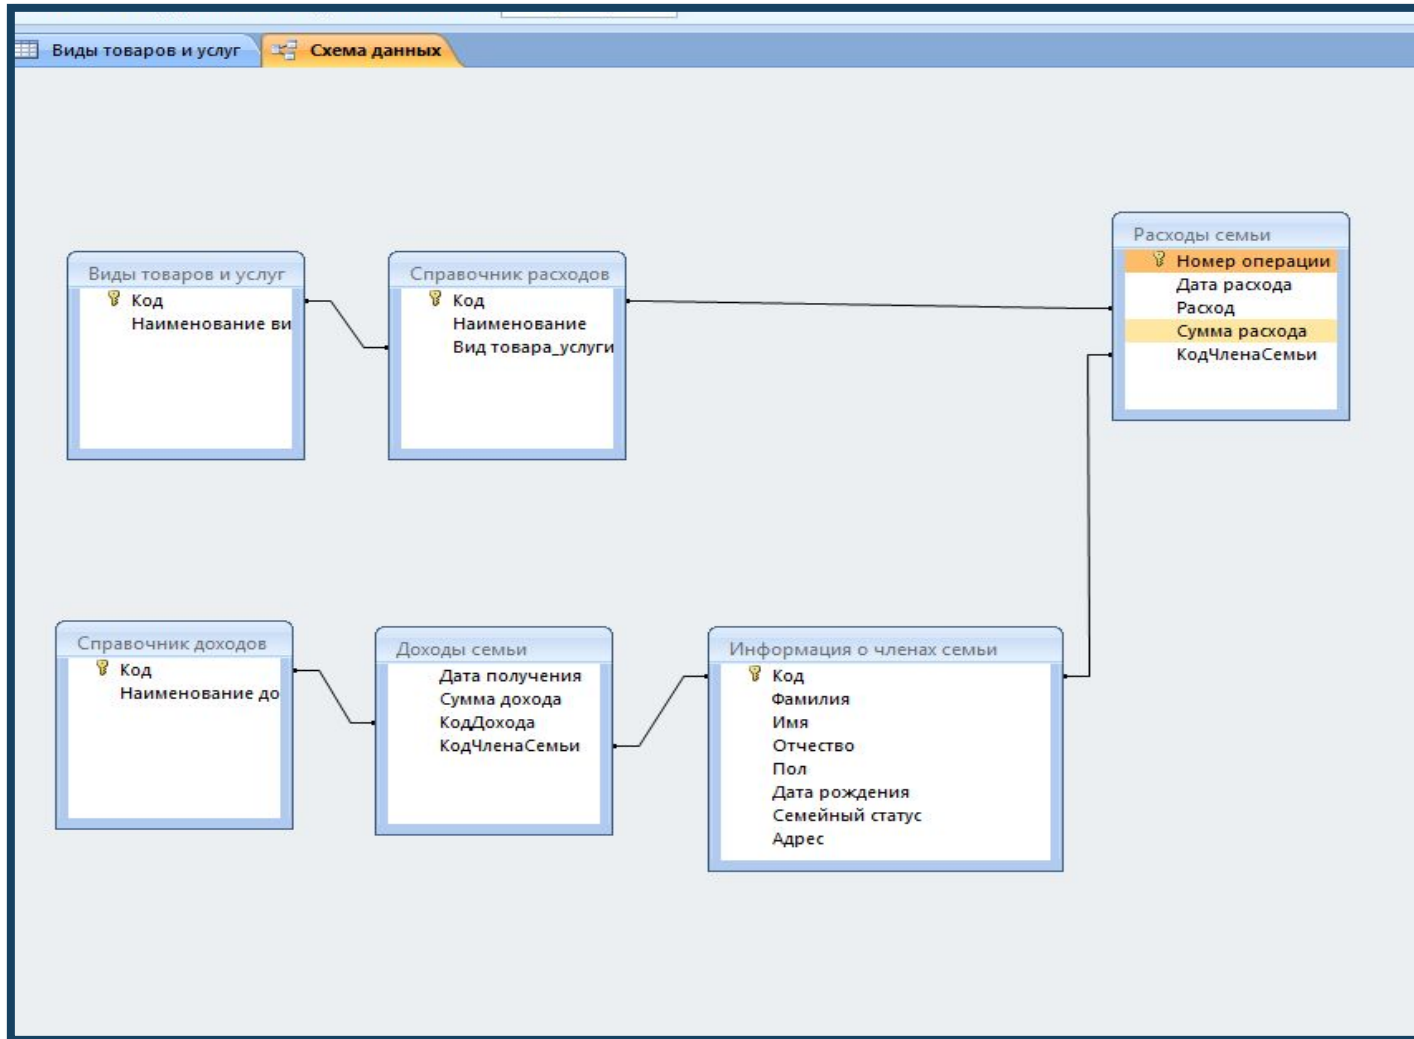 Виды товаров и услуг
Схема данных
Виды товаров и услуг
Код
Наименование ви
Справочник расходов
Код
Наименование
Вид товара_услуги
Расходы семьи
Номер операции
Дата расхода
Расход
Сумма расхода
КодЧленаСемьи
Справочник доходов
Код
Наименование до
Доходы семьи
Дата получения
Сумма дохода
КодДохода
КодЧленаСемьи
Информация о членах семьи
Код
Фамилия
Имя
Отчество
Пол
Дата рождения
Семейный статус
Адрес